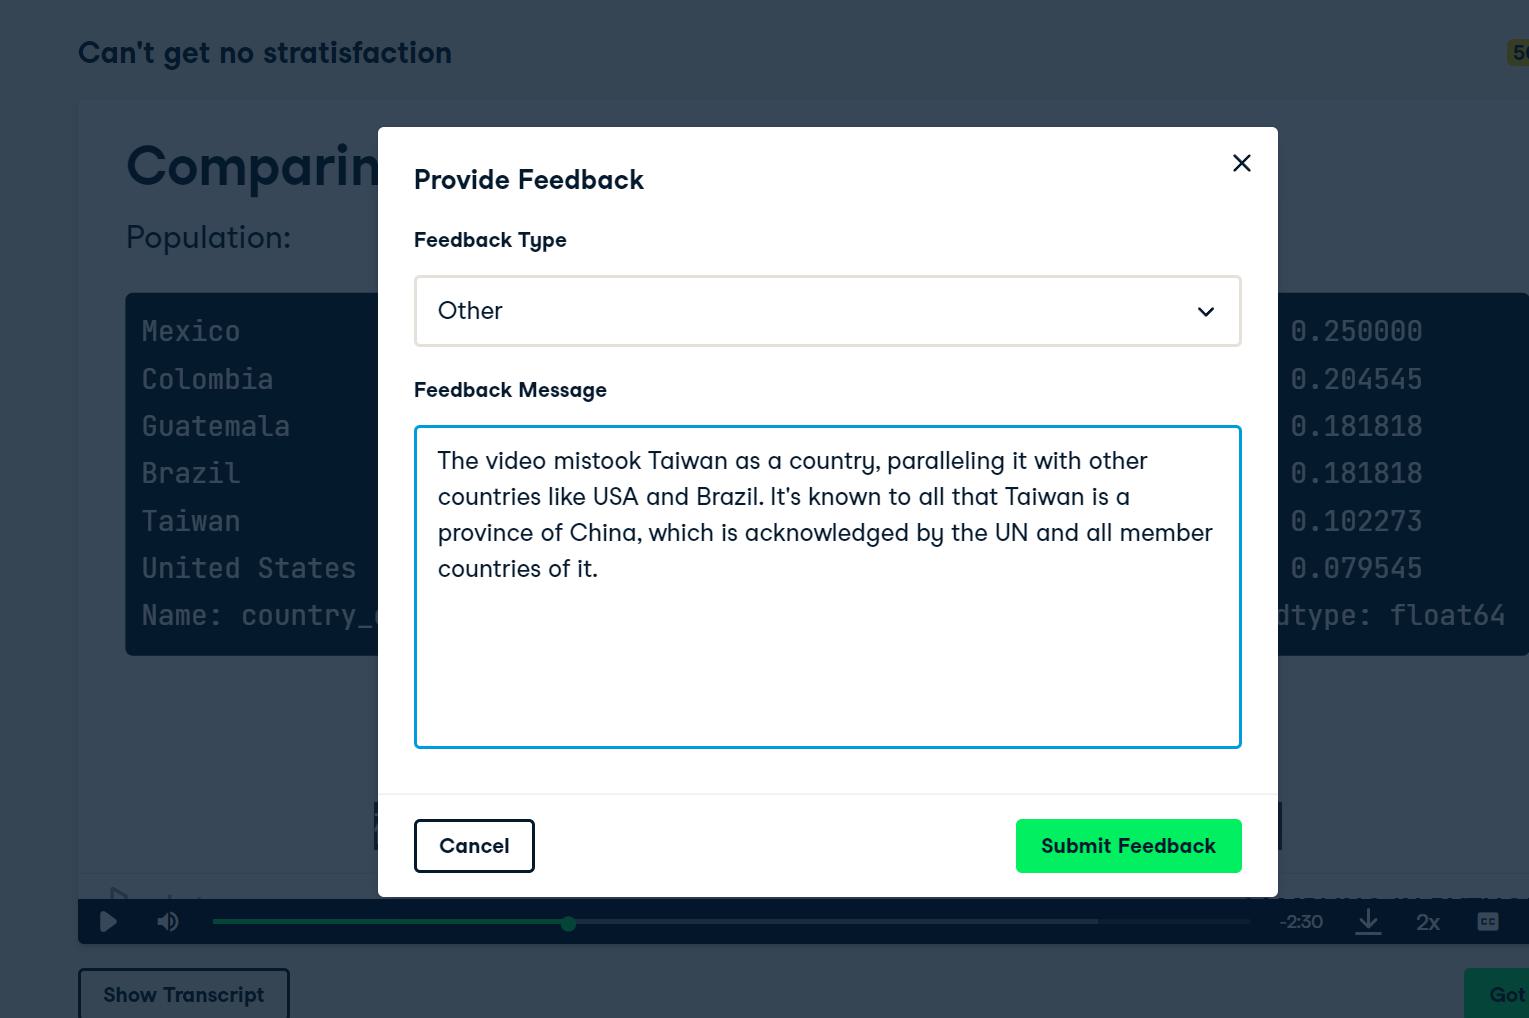 Can't get no stratisfaction
Comparin
Population:
Provide Feedback
Feedback Type
Other
Feedback Message
The video mistook Taiwan as a country, paralleling it with other
countries like USA and Brazil. It's known to all that Taiwan is a
province of China, which is acknowledged by the UN and all member
countries of it.
Cancel
Submit Feedback
Mexico 0.250000
Colombia 0.204545
Guatemala 0.181818
Brazil 0.181818
Taiwan 0.102273
United States 0.079545
Name: country_ dtype: float64
-2:30
2x
CC
Show Transcript
Got